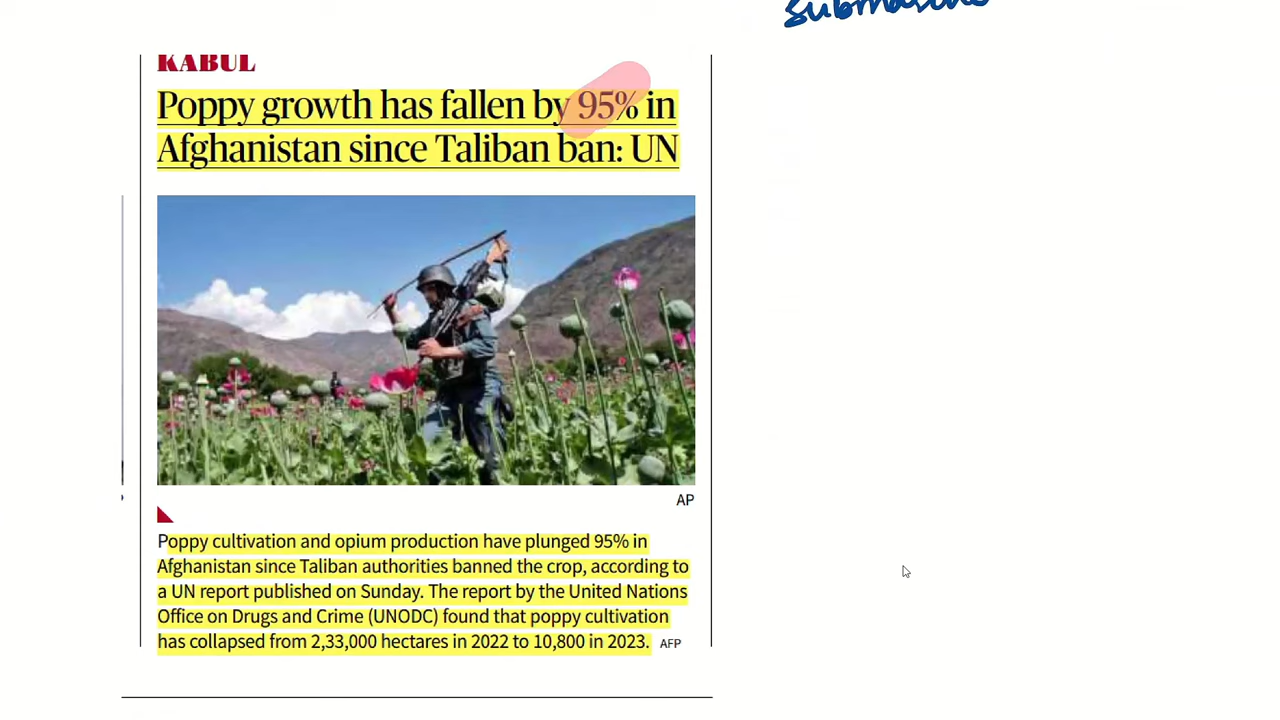 KABUL
Poppy growth has fallen by 95% in
Afghanistan since Taliban ban: UN
AP
Poppy cultivation and opium production have plunged 95% in
Afghanistan since Taliban authorities banned the crop, according to
a UN report published on Sunday. The report by the United Nations
Office on Drugs and Crime (UNODC) found that poppy cultivation
has collapsed from 2,33,000 hectares in 2022 to 10,800 in 2023. AFP